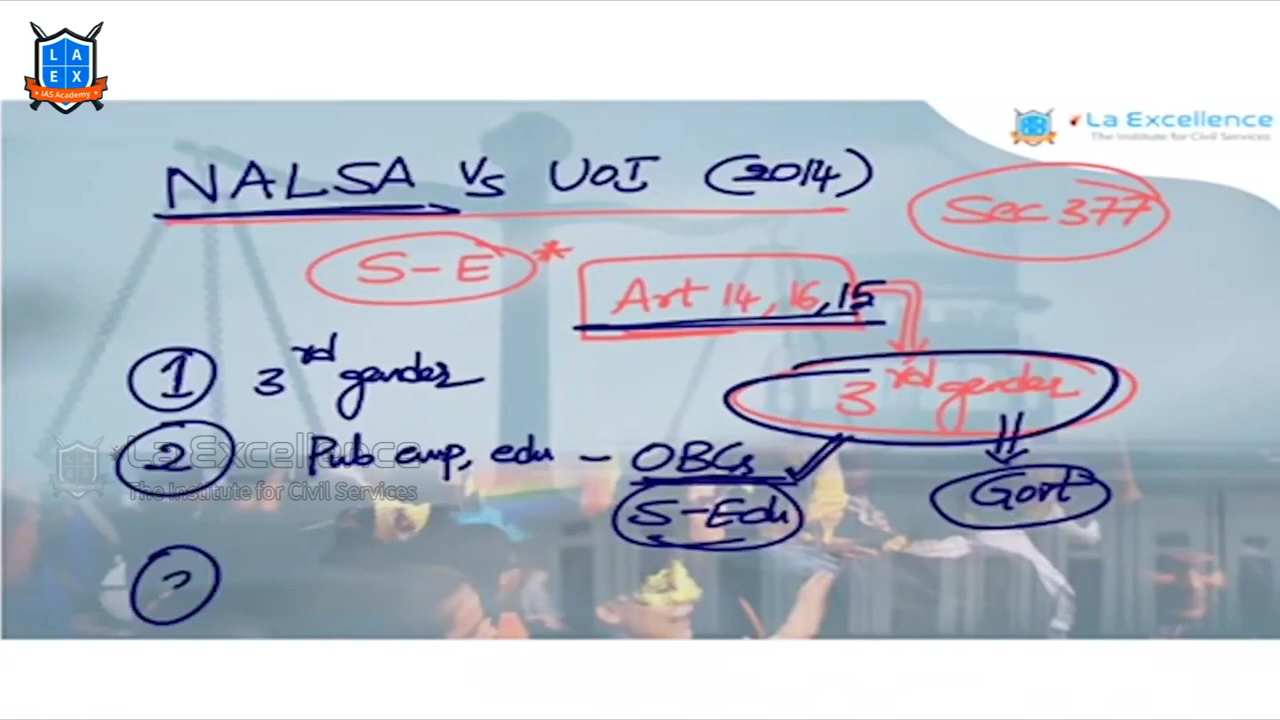 L A
E X
IAS Academy
La Excellence
The Institute for Civil Services
NALSA Vs UOI (2014)
Sec 377
S-E *
Art 14, 16, 15
1 3rd gender
3rd gender
2 Pub emp, edu - OBCs
La Excellence
The Institute for Civil Services
S-Edu
Govt